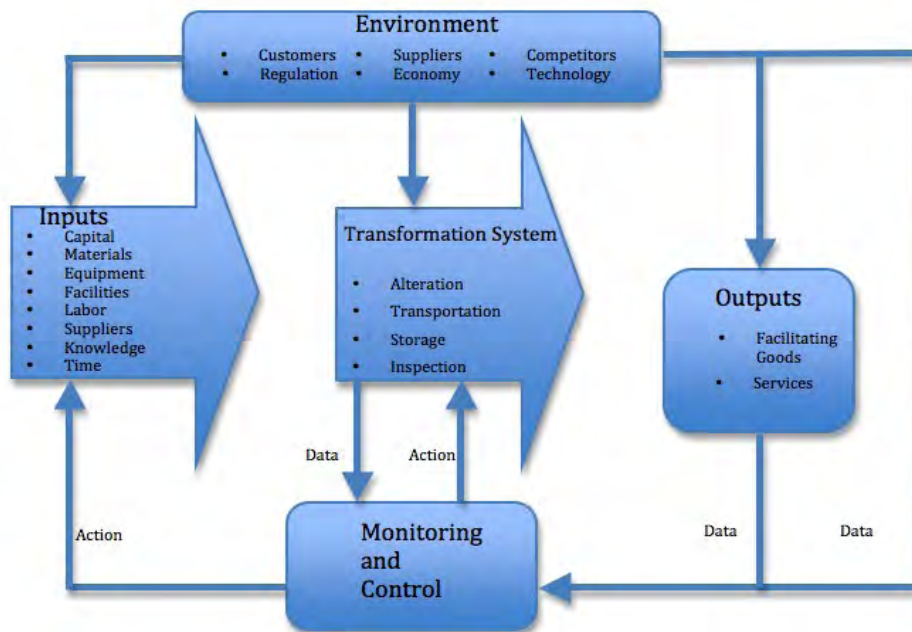 Environment
• Customers • Suppliers • Competitors
• Regulation • Economy • Technology
Inputs
• Capital
• Materials
• Equipment
• Facilities
• Labor
• Suppliers
• Knowledge
• Time
Transformation System
• Alteration
• Transportation
• Storage
• Inspection
Outputs
• Facilitating
Goods
• Services
Data
Action
Action
Monitoring
and
Control
Data
Data